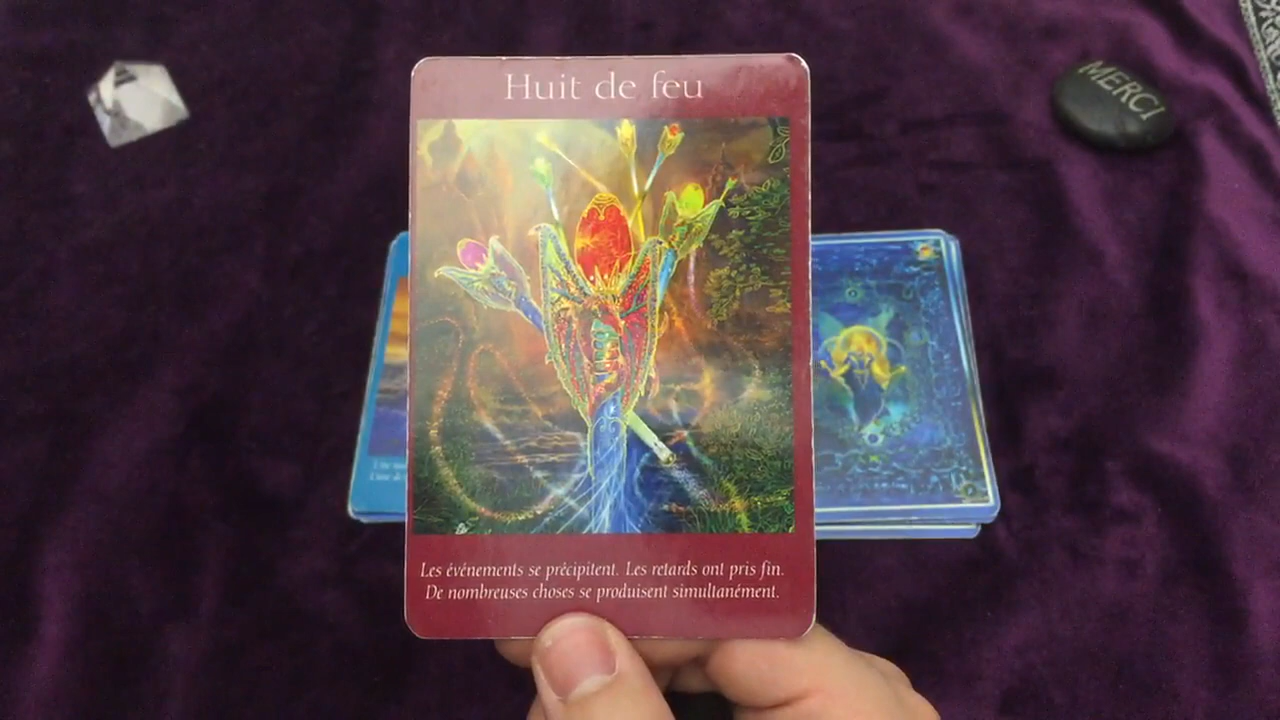 Huit de feu
MERCI
Les événements se précipitent. Les retards ont pris fin.
De nombreuses choses se produisent simultanément.